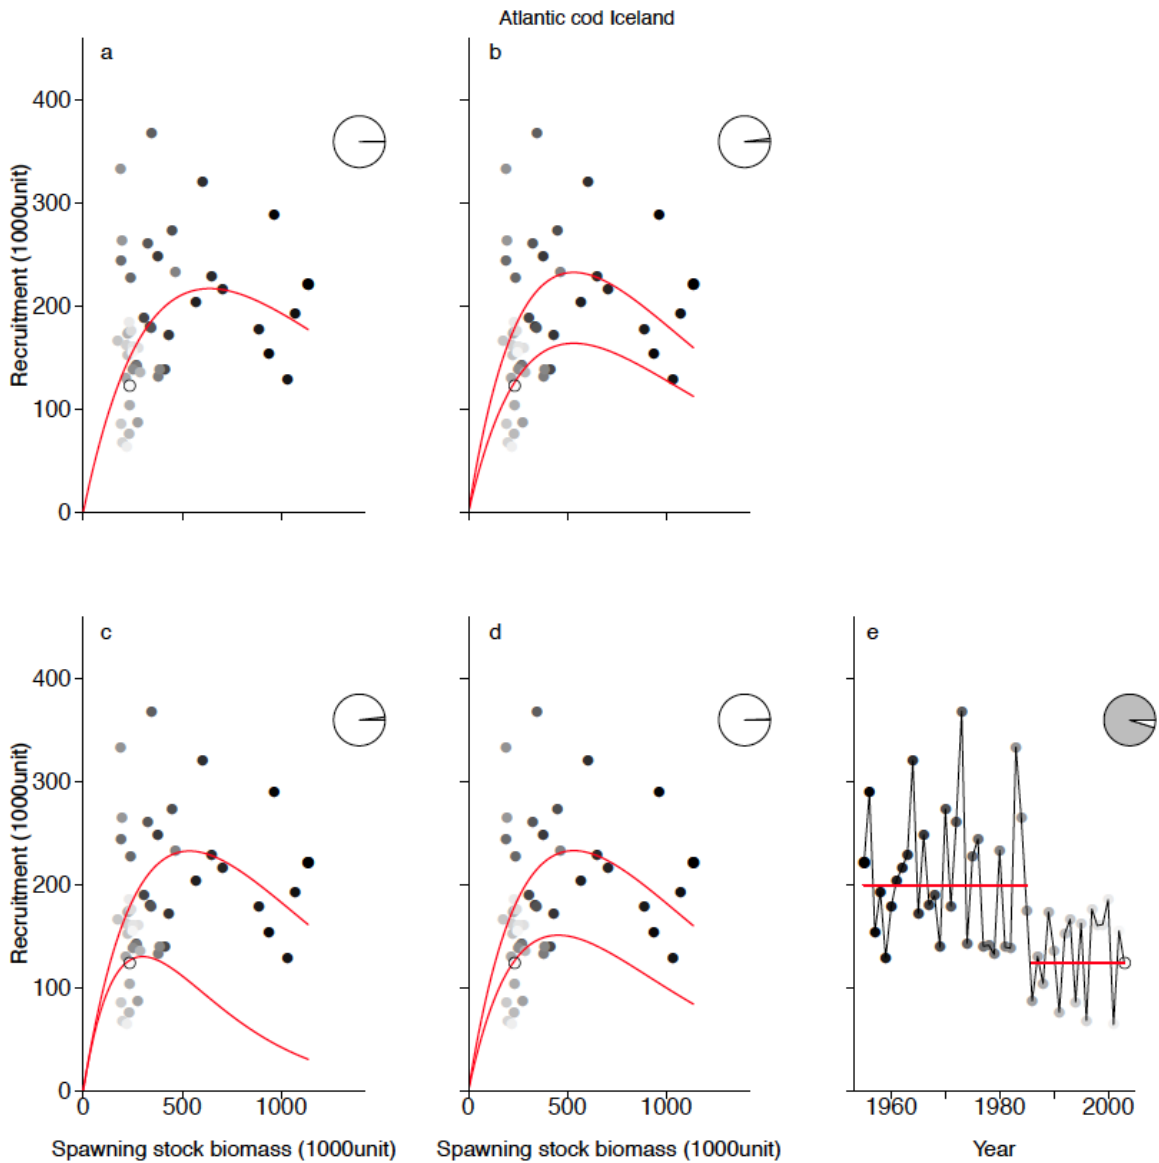 Atlantic cod Iceland
a
b
400
300
200
100
0
Recruitment (1000unit)
c
d
e
400
300
200
100
0
Recruitment (1000unit)
0 500 1000
0 500 1000
1960 1980 2000
Spawning stock biomass (1000unit)
Spawning stock biomass (1000unit)
Year